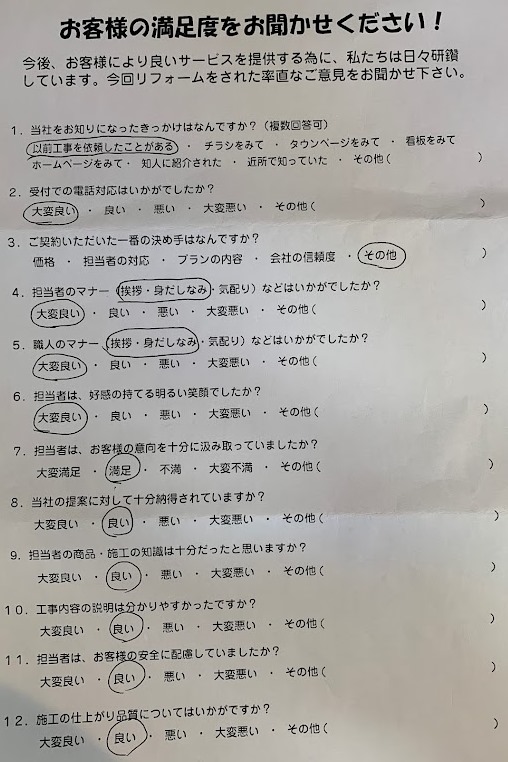 お客様の満足度をお聞かせください！
今後、お客様により良いサービスを提供する為に、私たちは日々研鑽
しています。今回リフォームをされた率直なご意見をお聞かせ下さい。
1．当社をお知りになったきっかけはなんですか？（複数回答可）
以前工事を依頼したことがある ・ チラシをみて ・ タウンページをみて ・ 看板をみて
ホームページをみて・ 知人に紹介された ・ 近所で知っていた ・ その他（ ）
2．受付での電話対応はいかがでしたか？
大変良い ・ 良い ・ 悪い ・ 大変悪い ・ その他（ ）
3．ご契約いただいた一番の決め手はなんですか？
価格 ・ 担当者の対応 ・ プランの内容 ・ 会社の信頼度 ・ その他 ）
4．担当者のマナー（挨拶・身だしなみ・気配り）などはいかがでしたか？
大変良い ・ 良い ・ 悪い ・ 大変悪い ・ その他（ ）
5．職人のマナー（挨拶・身だしなみ・気配り）などはいかがでしたか？
大変良い ・ 良い ・ 悪い ・ 大変悪い ・ その他（ ）
6．担当者は、好感の持てる明るい笑顔でしたか？
大変良い ・ 良い ・ 悪い ・ 大変悪い ・ その他（ ）
7．担当者は、お客様の意向を十分に汲み取っていましたか？
大変満足 ・ 満足 ・ 不満 ・ 大変不満 ・ その他（ ）
8．当社の提案に対して十分納得されていますか？
大変良い ・ 良い ・ 悪い ・ 大変悪い ・ その他（ ）
9．担当者の商品・施工の知識は十分だったと思いますか？
大変良い ・ 良い ・ 悪い ・ 大変悪い ・ その他（ ）
10．工事内容の説明は分かりやすかったですか？
大変良い ・ 良い ・ 悪い ・ 大変悪い ・ その他（ ）
11．担当者は、お客様の安全に配慮していましたか？
大変良い ・ 良い ・ 悪い ・ 大変悪い ・ その他（ ）
12．施工の仕上がり品質についてはいかがですか？
大変良い ・ 良い ・ 悪い ・ 大変悪い ・ その他（ ）